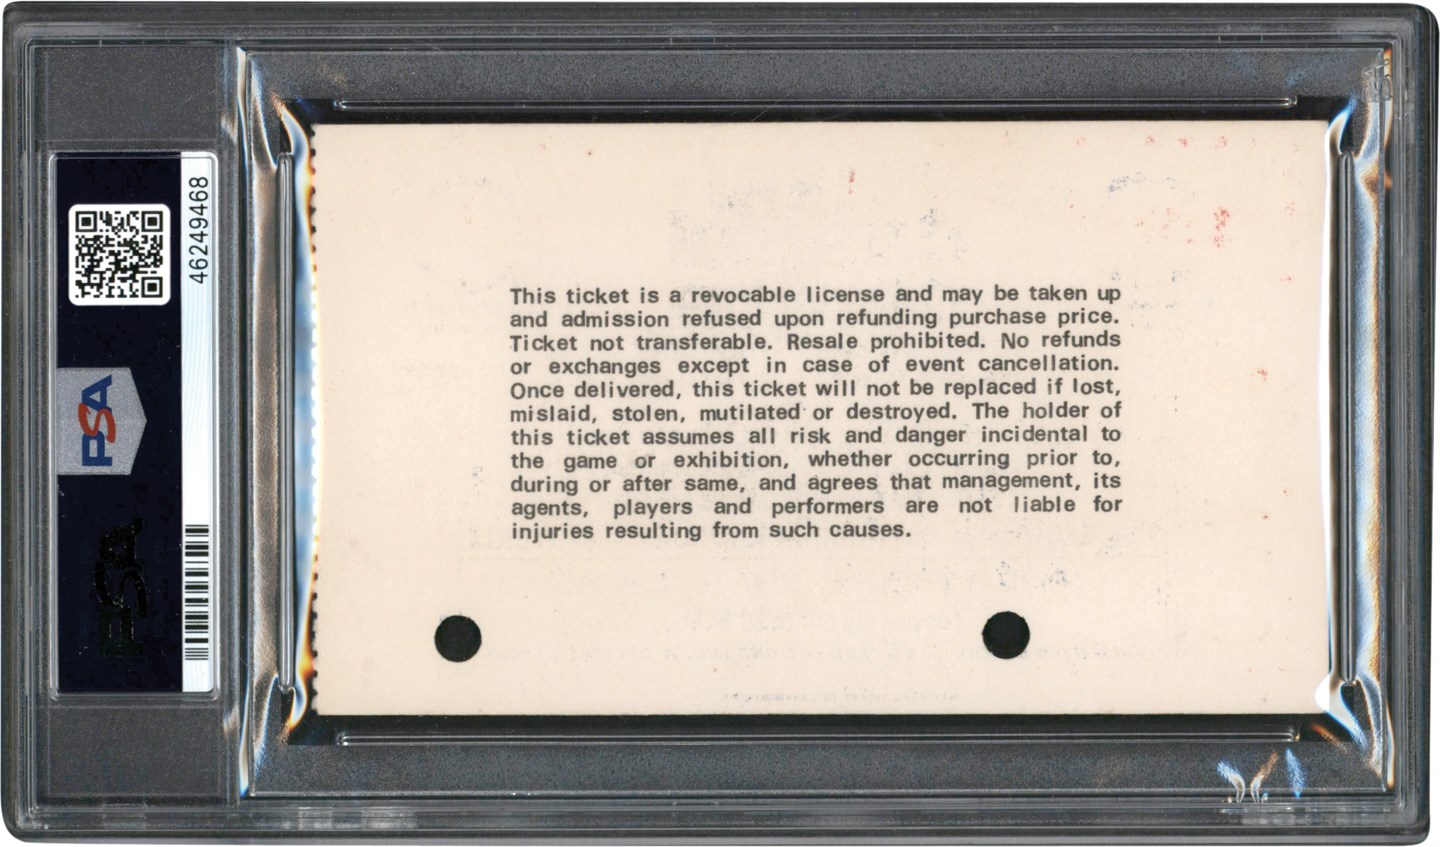 46249468
PSA
PSA
This ticket is a revocable license and may be taken up
and admission refused upon refunding purchase price.
Ticket not transferable. Resale prohibited. No refunds
or exchanges except in case of event cancellation.
Once delivered, this ticket will not be replaced if lost,
mislaid, stolen, mutilated or destroyed. The holder of
this ticket assumes all risk and danger incidental to
the game or exhibition, whether occurring prior to,
during or after same, and agrees that management, its
agents, players and performers are not liable for
injuries resulting from such causes.